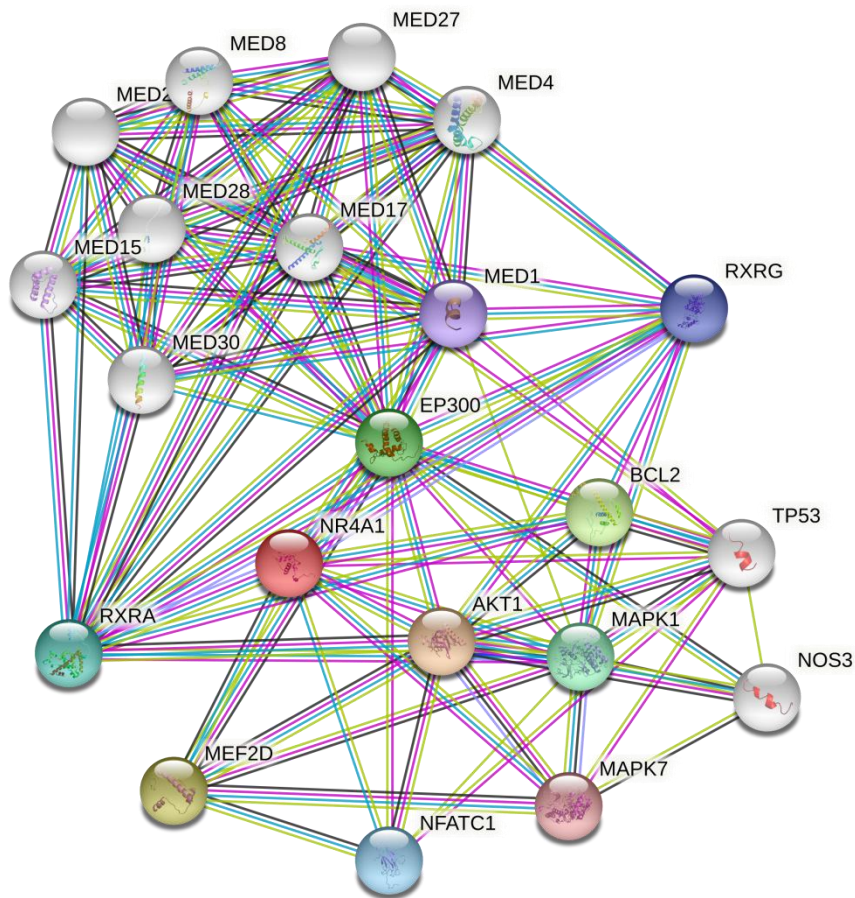 MED27
MED8
MED4
MED28
MED17
MED15
MED1
RXRG
MED30
EP300
BCL2
TP53
NR4A1
AKT1
MAPK1
RXRA
NOS3
MEF2D
MAPK7
NFATC1